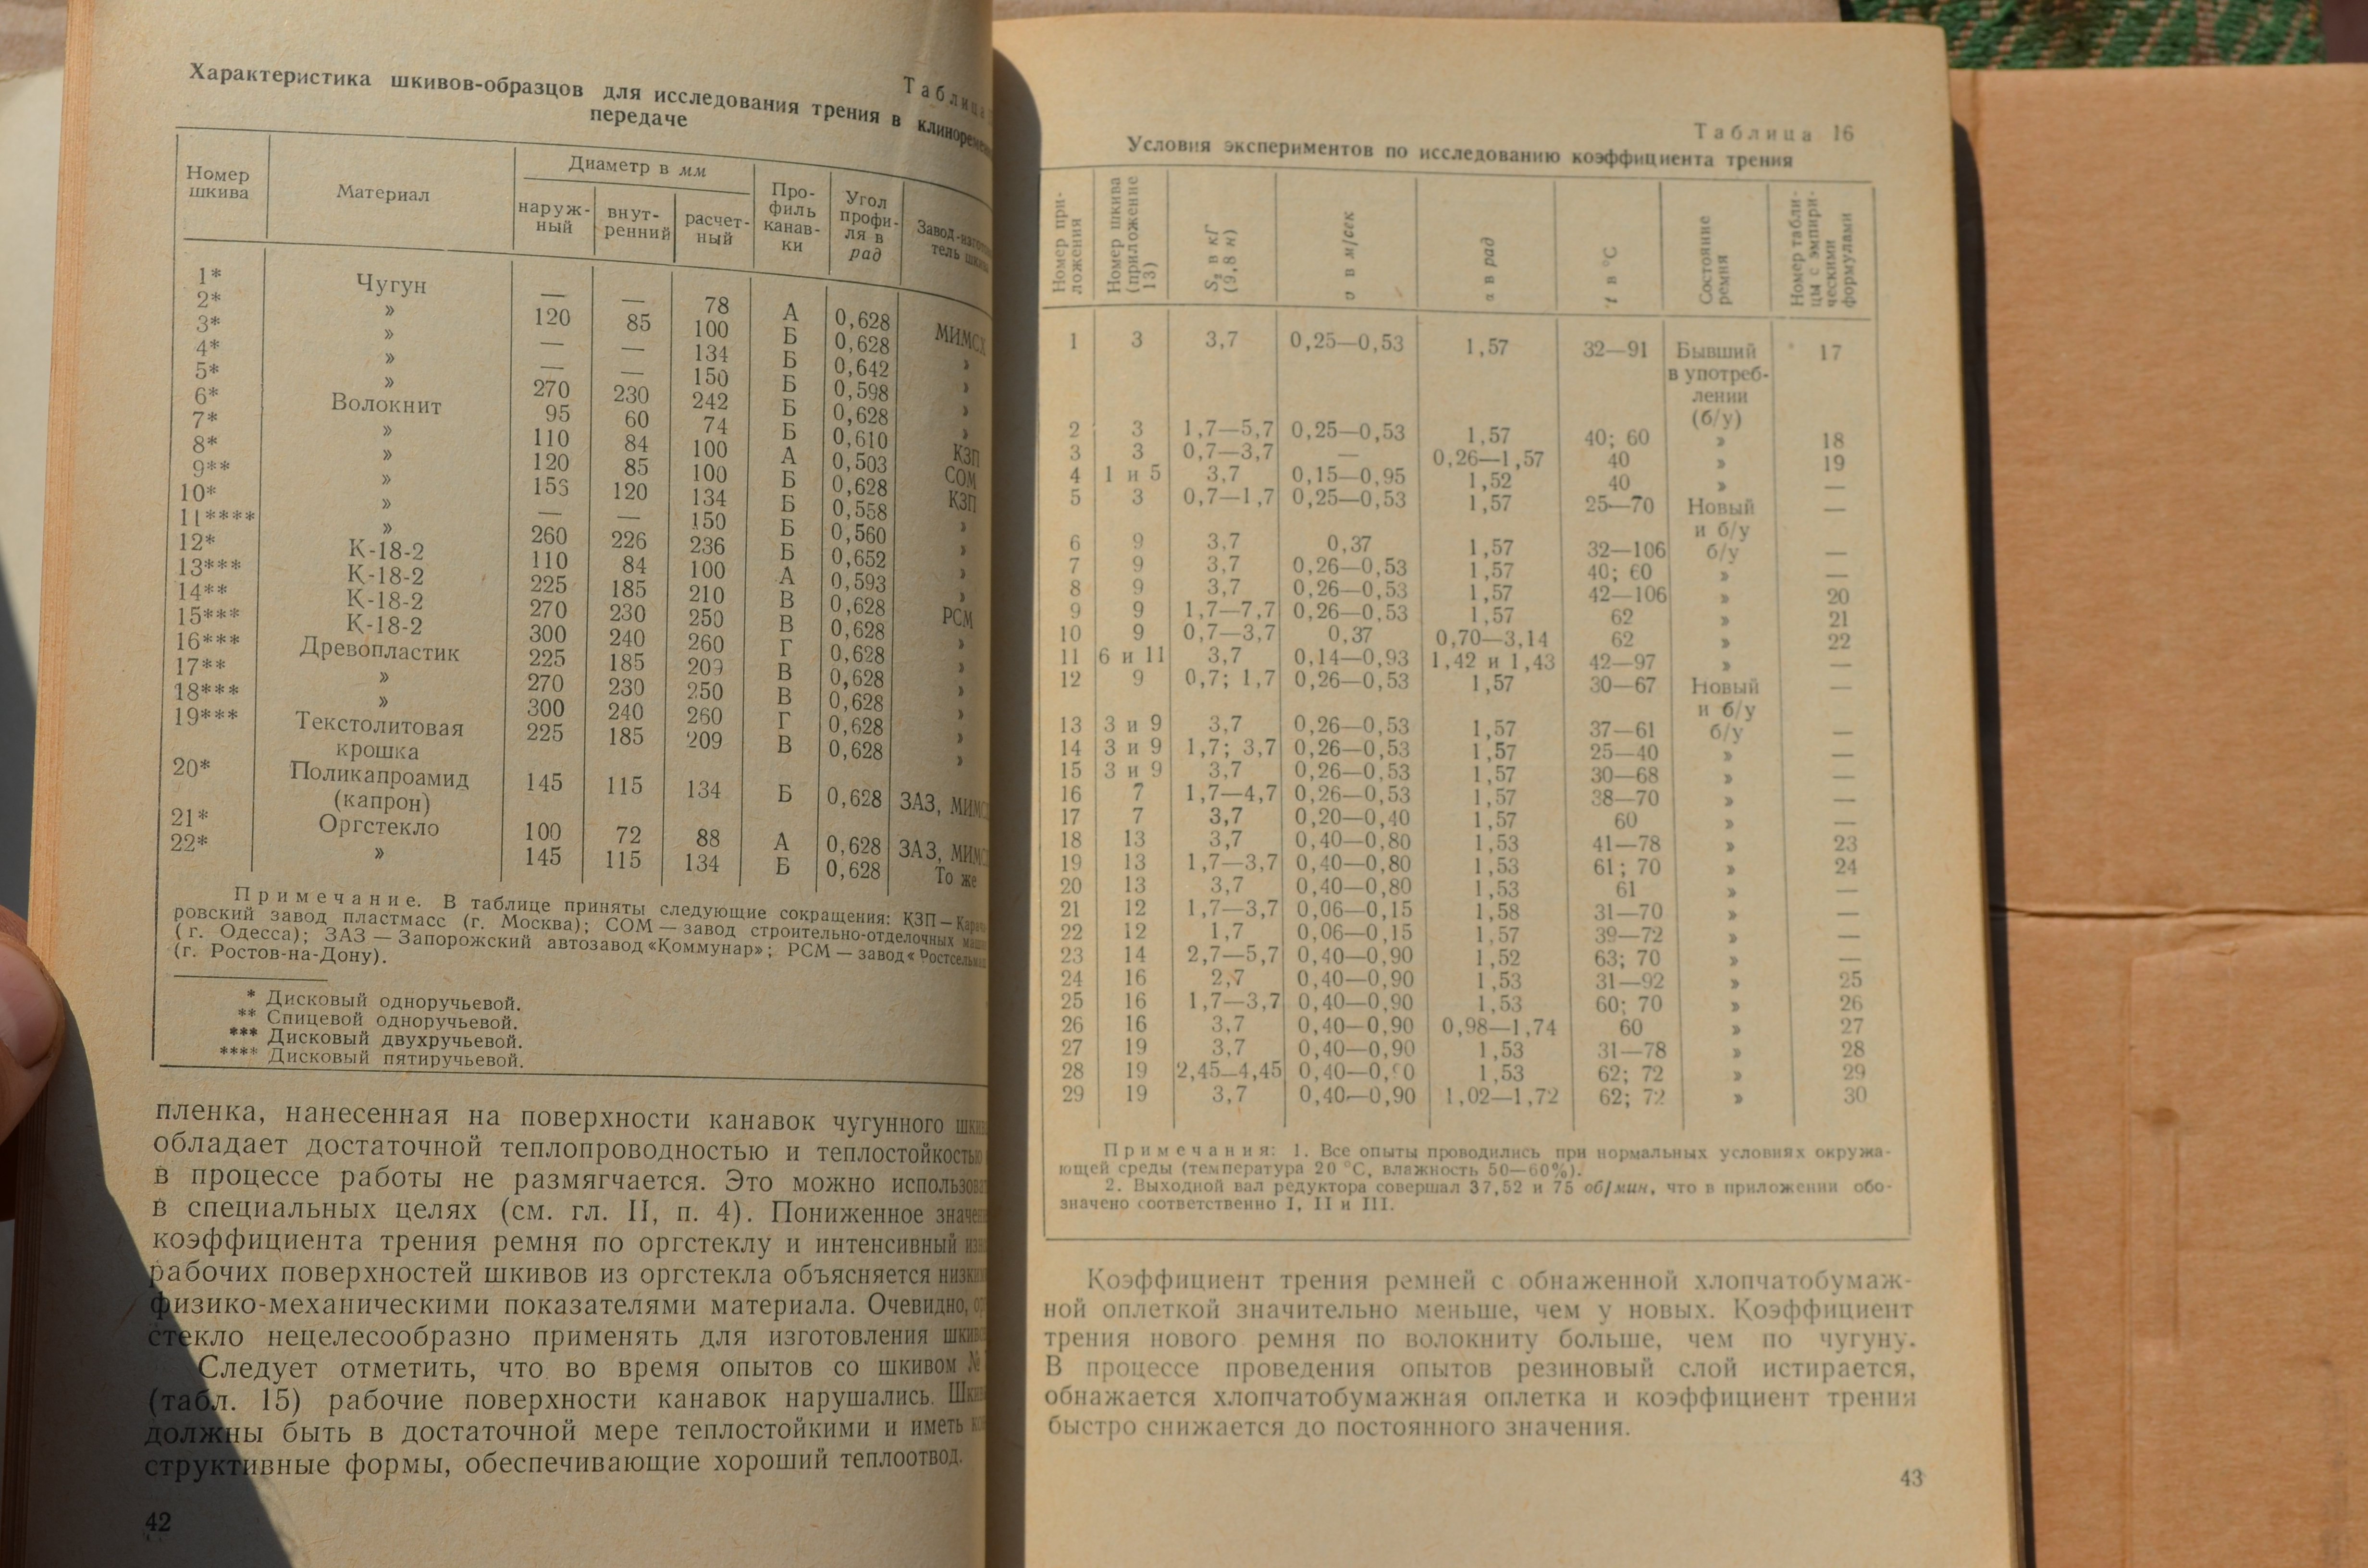 Таблица
Характеристика шкивов-образцов для исследования трения в
передаче
Номер шкива Материал Диаметр в мм Про- филь канав- ки Угол профи- ля в рад
наруж- ный внут- ренний расчет- ный
1* Чугун — — 78 А 0,628 МИМСХ
2* » 120 85 100 Б 0,628 »
3* » — — 134 Б 0,642 »
4* » — — 150 Б 0,598 »
5* » 270 230 242 Б 0,628 »
6* Волокнит 95 60 74 Б 0,610 КЗП
7* » 110 84 100 А 0,503 СОМ
8* » 120 85 100 Б 0,628 КЗП
9** » 153 120 134 Б 0,558 »
10* » — — 150 Б 0,560 »
11**** » 260 226 236 Б 0,652 »
12* К-18-2 110 84 100 А 0,593 »
13*** К-18-2 225 185 210 В 0,628 РСМ
14** К-18-2 270 230 250 В 0,628 »
15*** К-18-2 300 240 260 Г 0,628 »
16*** Древопластик 225 185 209 В 0,628 »
17** » 270 230 250 В 0,628 »
18*** » 300 240 260 Г 0,628 »
19*** Текстолитовая 225 185 209 В 0,628 »
крошка
20* Поликапроамид 145 115 134 Б 0,628 ЗАЗ,
(капрон)
21* Оргстекло 100 72 88 А 0,628 ЗАЗ,
22* » 145 115 134 Б 0,628 То же
Примечание. В таблице приняты следующие сокращения: КЗП —
ровский завод пластмасс (г. Москва); СОМ — завод строительно-отделочных
(г. Одесса); ЗАЗ — Запорожский автозавод «Коммунар»; РСМ — завод
(г. Ростов-на-Дону).
* Дисковый одноручьевой.
** Спицевой одноручьевой.
*** Дисковый двухручьевой.
**** Дисковый пятиручьевой.
пленка, нанесенная на поверхности канавок чугунного
обладает достаточной теплопроводностью и теплостойкостью
в процессе работы не размягчается. Это можно
в специальных целях (см. гл. II, п. 4). Пониженное
коэффициента трения ремня по оргстеклу и интенсивный
рабочих поверхностей шкивов из оргстекла объясняется
физико-механическими показателями материала. Очевидно,
стекло нецелесообразно применять для изготовления
Следует отметить, что во время опытов со шкивом №
(табл. 15) рабочие поверхности канавок нарушались.
должны быть в достаточной мере теплостойкими и иметь
структивные формы, обеспечивающие хороший теплоотвод.
42
Таблица 16
Условия экспериментов по исследованию коэффициента трения
Номер при- ложения Номер шкива (приложение 13) S₂ в кГ (9,8 н) v в м/сек α в рад t в °С Состояние ремня Номер табли- цы с эмпири- ческими формулами
1 3 3,7 0,25—0,53 1,57 32—91 Бывший 17
в употреб-
лении
(б/у)
2 3 1,7—5,7 0,25—0,53 1,57 40; 60 » 18
3 3 0,7—3,7 — 0,26—1,57 40 » 19
4 1 и 5 3,7 0,15—0,95 1,52 40 » —
5 3 0,7—1,7 0,25—0,53 1,57 25—70 Новый —
и б/у
6 9 3,7 0,37 1,57 32—106 б/у —
7 9 3,7 0,26—0,53 1,57 40; 60 » —
8 9 3,7 0,26—0,53 1,57 42—106 » 20
9 9 1,7—7,7 0,26—0,53 1,57 62 » 21
10 9 0,7—3,7 0,37 0,70—3,14 62 » 22
11 6 и 11 3,7 0,14—0,93 1,42 и 1,43 42—97 » —
12 9 0,7; 1,7 0,26—0,53 1,57 30—67 Новый —
и б/у
13 3 и 9 3,7 0,26—0,53 1,57 37—61 б/у —
14 3 и 9 1,7; 3,7 0,26—0,53 1,57 25—40 » —
15 3 и 9 3,7 0,26—0,53 1,57 30—68 » —
16 7 1,7—4,7 0,26—0,53 1,57 38—70 » —
17 7 3,7 0,20—0,40 1,57 60 » —
18 13 3,7 0,40—0,80 1,53 41—78 » 23
19 13 1,7—3,7 0,40—0,80 1,53 61; 70 » 24
20 13 3,7 0,40—0,80 1,53 61 » —
21 12 1,7—3,7 0,06—0,15 1,58 31—70 » —
22 12 1,7 0,06—0,15 1,57 39—72 » —
23 14 2,7—5,7 0,40—0,90 1,52 63; 70 » —
24 16 2,7 0,40—0,90 1,53 31—92 » 25
25 16 1,7—3,7 0,40—0,90 1,53 60; 70 » 26
26 16 3,7 0,40—0,90 0,98—1,74 60 » 27
27 19 3,7 0,40—0,90 1,53 31—78 » 28
28 19 2,45—4,45 0,40—0,90 1,53 62; 72 » 29
29 19 3,7 0,40—0,90 1,02—1,72 62; 72 » 30
Примечания: 1. Все опыты проводились при нормальных условиях окружа-
ющей среды (температура 20 °С, влажность 50—60%).
2. Выходной вал редуктора совершал 37,52 и 75 об/мин, что в приложении обо-
значено соответственно I, II и III.
Коэффициент трения ремней с обнаженной хлопчатобумаж-
ной оплеткой значительно меньше, чем у новых. Коэффициент
трения нового ремня по волокниту больше, чем по чугуну.
В процессе проведения опытов резиновый слой истирается,
обнажается хлопчатобумажная оплетка и коэффициент трения
быстро снижается до постоянного значения.
43